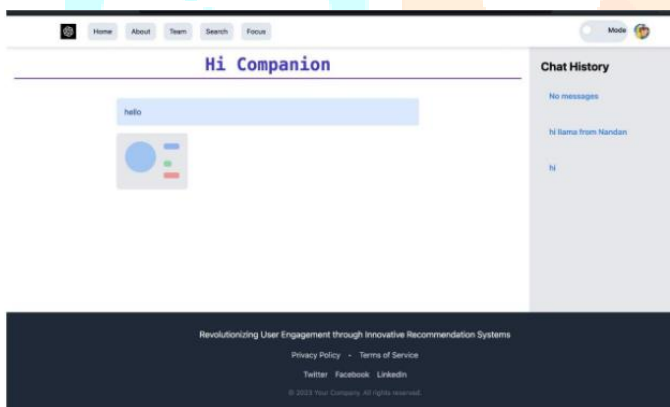 Home About Team Search Focus Mode
Hi Companion
hello
Chat History
No messages
hi llama from Nandan
hi
Revolutionizing User Engagement through Innovative Recommendation Systems
Privacy Policy - Terms of Service
Twitter Facebook LinkedIn
© 2023 Your Company. All rights reserved.